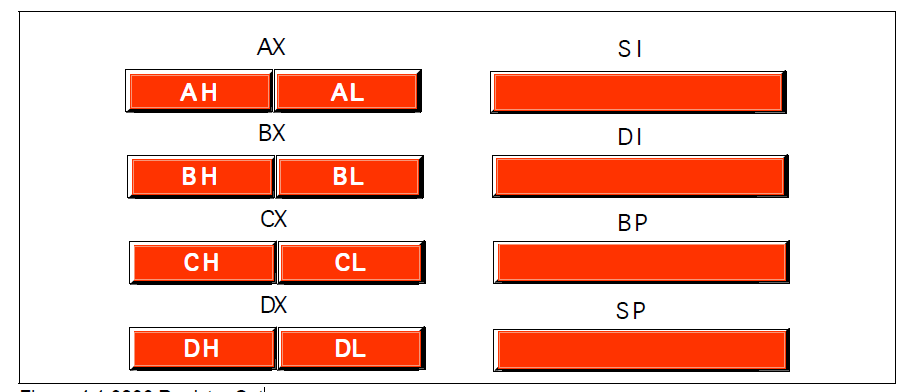 AX SI
AH AL
BX DI
BH BL
CX BP
CH CL
DX SP
DH DL